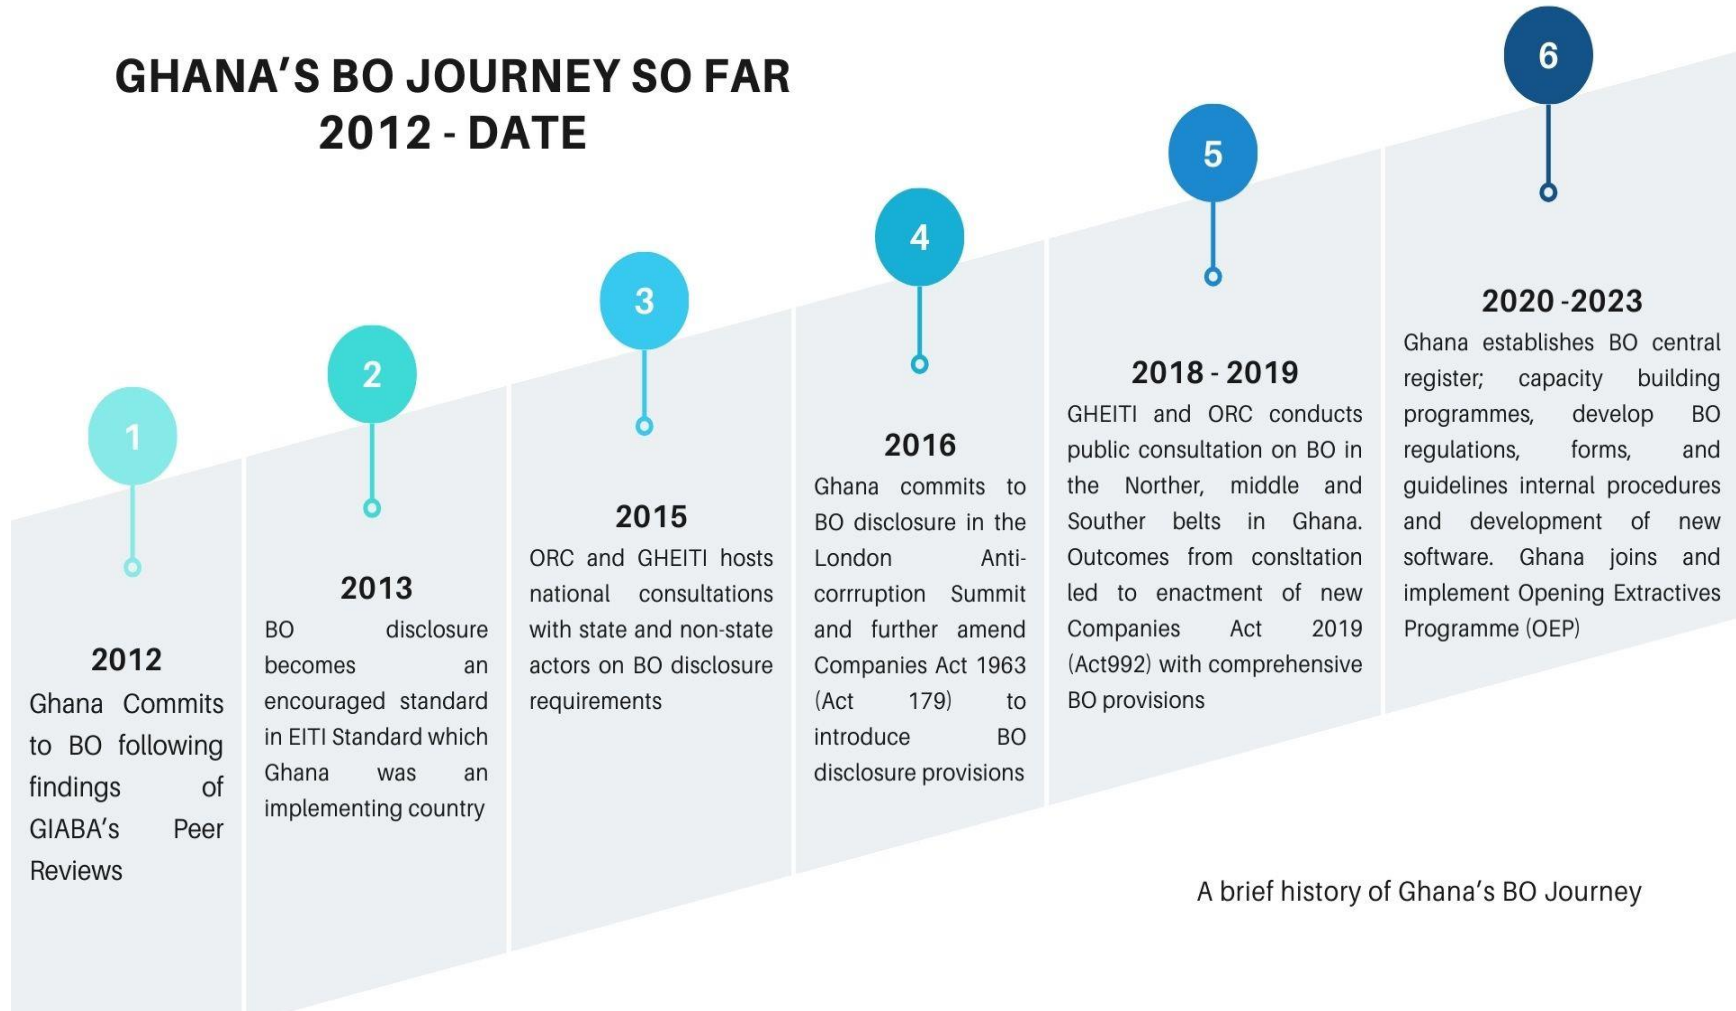 GHANA'S BO JOURNEY SO FAR
2012 - DATE
1
2012
Ghana Commits
to BO following
findings of
GIABA's Peer
Reviews
2
2013
BO disclosure
becomes an
encouraged standard
in EITI Standard which
Ghana was an
implementing country
3
2015
ORC and GHEITI hosts
national consultations
with state and non-state
actors on BO disclosure
requirements
4
2016
Ghana commits to
BO disclosure in the
London Anti-
corrruption Summit
and further amend
Companies Act 1963
(Act 179) to
introduce BO
disclosure provisions
5
2018 - 2019
GHEITI and ORC conducts
public consultation on BO in
the Norther, middle and
Souther belts in Ghana.
Outcomes from consltation
led to enactment of new
Companies Act 2019
(Act992) with comprehensive
BO provisions
6
2020 -2023
Ghana establishes BO central
register; capacity building
programmes, develop BO
regulations, forms, and
guidelines internal procedures
and development of new
software. Ghana joins and
implement Opening Extractives
Programme (OEP)
A brief history of Ghana's BO Journey